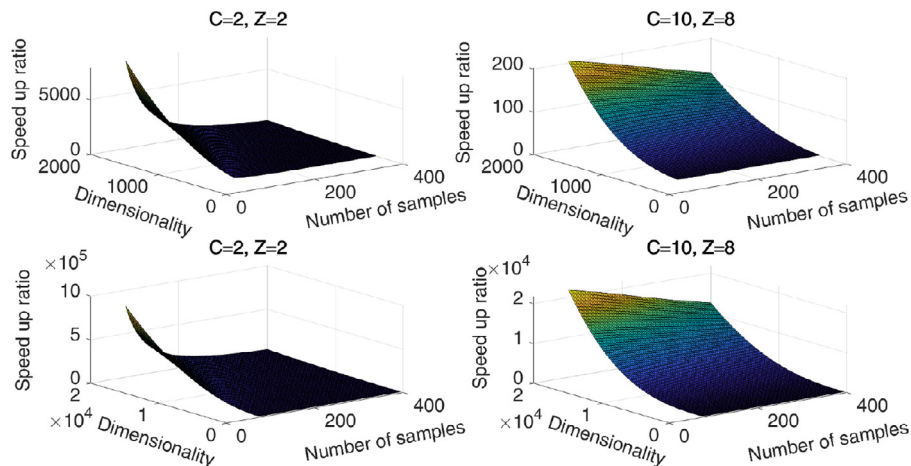 C=2, Z=2
Speed up ratio
5000
0
2000
1000
0
Dimensionality
0
200
400
Number of samples
C=10, Z=8
Speed up ratio
200
100
0
2000
1000
0
Dimensionality
0
200
400
Number of samples
C=2, Z=2
×10^5
Speed up ratio
10
5
0
2
1
0
×10^4
Dimensionality
0
200
400
Number of samples
C=10, Z=8
×10^4
Speed up ratio
2
1
0
2
1
0
×10^4
Dimensionality
0
200
400
Number of samples